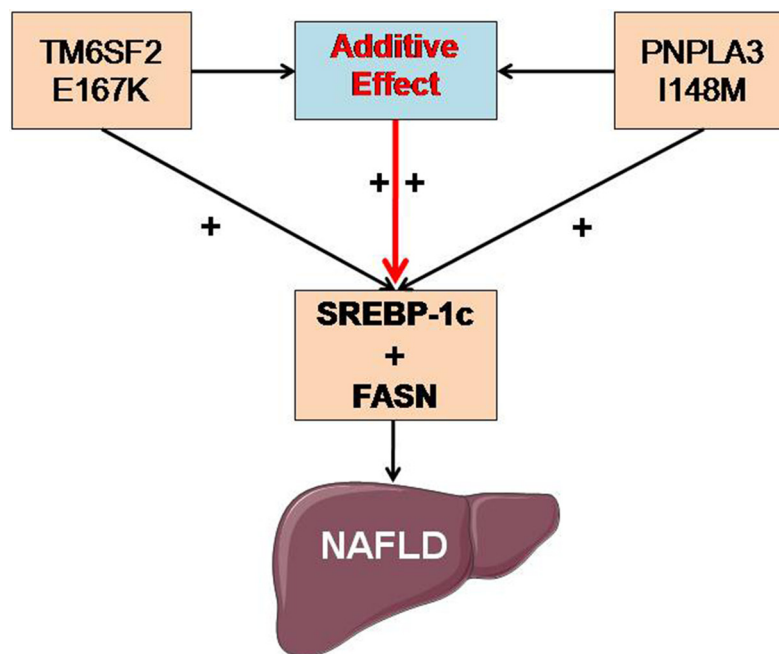 TM6SF2
E167K
Additive
Effect
PNPLA3
I148M
+ +
+
+
SREBP-1c
+
FASN
NAFLD